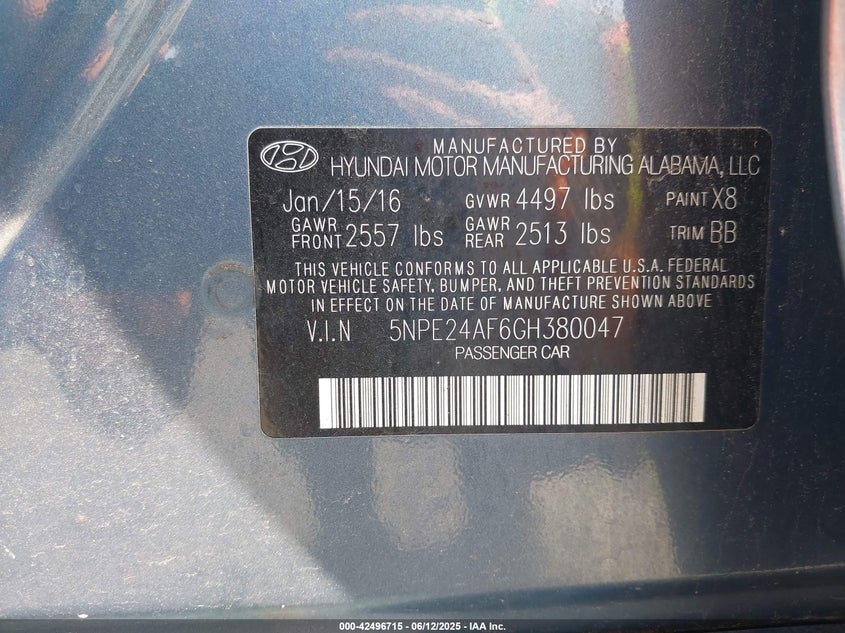 MANUFACTURED BY
HYUNDAI MOTOR MANUFACTURING ALABAMA, LLC
Jan/15/16 GVWR 4497 lbs PAINT X8
GAWR FRONT 2557 lbs GAWR REAR 2513 lbs TRIM BB
THIS VEHICLE CONFORMS TO ALL APPLICABLE U.S.A. FEDERAL
MOTOR VEHICLE SAFETY, BUMPER, AND THEFT PREVENTION STANDARDS
IN EFFECT ON THE DATE OF MANUFACTURE SHOWN ABOVE
V.I.N 5NPE24AF6GH380047
PASSENGER CAR
000-42496715 - 06/12/2025 - IAA Inc.